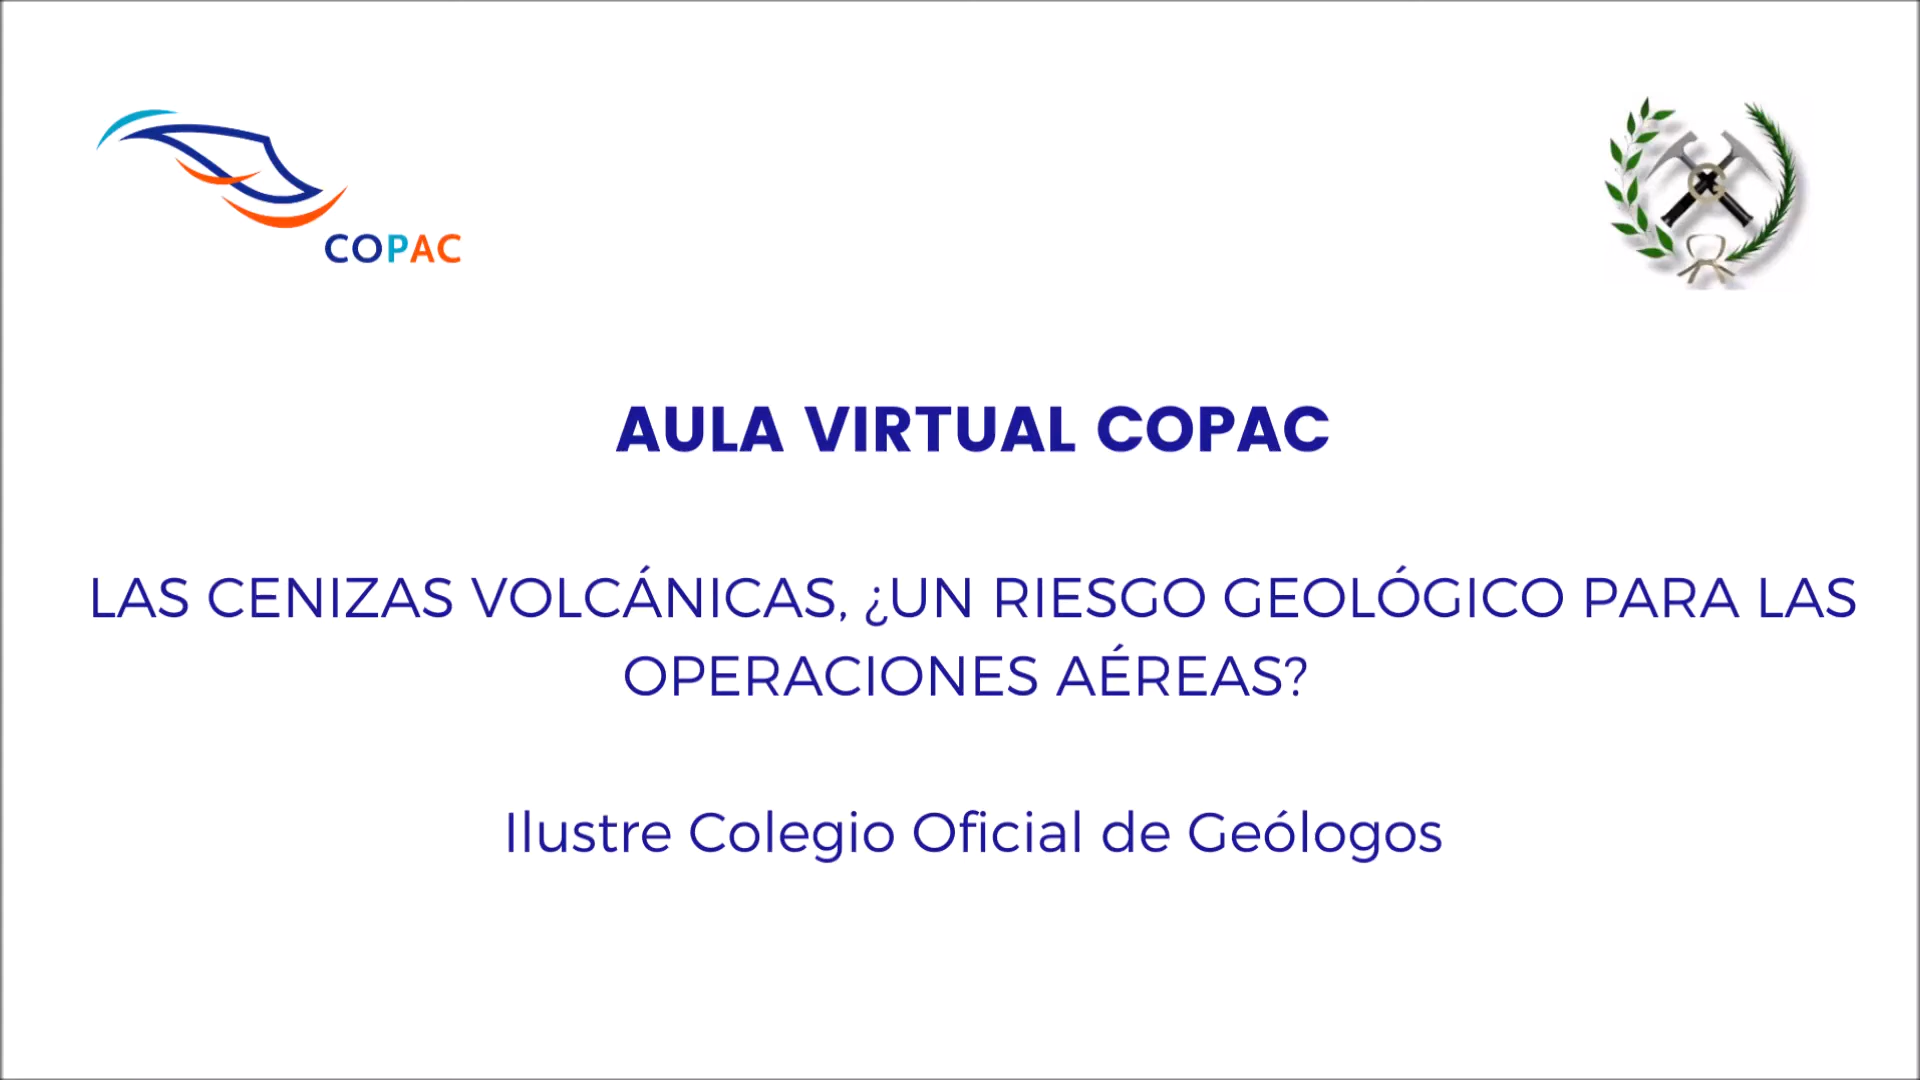 COPAC
AULA VIRTUAL COPAC
LAS CENIZAS VOLCÁNICAS, ¿UN RIESGO GEOLÓGICO PARA LAS
OPERACIONES AÉREAS?
Ilustre Colegio Oficial de Geólogos